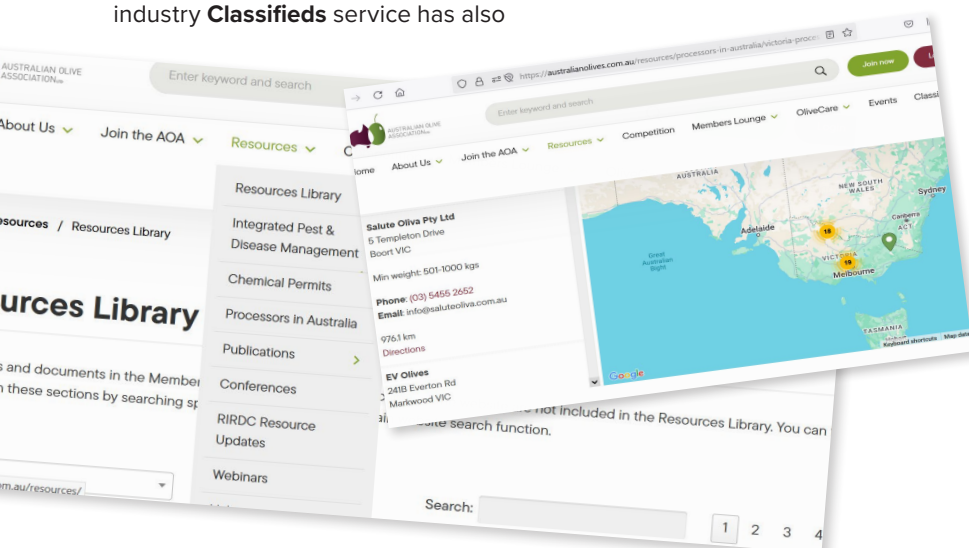 industry Classifieds service has also
AUSTRALIAN OLIVE
ASSOCIATION
Enter keyword and search
About Us
Join the AOA
Resources
Resources / Resources Library
Resources Library
Integrated Pest &
Disease Management
Chemical Permits
Processors in Australia
Publications
Conferences
RIRDC Resource
Updates
Webinars
urces Library
s and documents in the Member
n these sections by searching sp
not included in the Resources Library. You can
site search function.
om.au/resources/
Search:
1 2 3 4
https://australianolives.com.au/resources/processors-in-australia/victoria-proce
Enter keyword and search
Join now
AUSTRALIAN OLIVE
ASSOCIATION
ome
About Us
Join the AOA
Resources
Competition
Members Lounge
OliveCare
Events
Classi
Salute Oliva Pty Ltd
5 Templeton Drive
Boort VIC
Min weight: 501-1000 kgs
Phone: (03) 5455 2652
Email: info@saluteoliva.com.au
976.1 km
Directions
EV Olives
241B Everton Rd
Markwood VIC
AUSTRALIA
NEW SOUTH
WALES
Sydney
Adelaide
18
Canberra
ACT
Great
Australian
Bight
VICTORIA
19
Melbourne
TASMANIA
Google
Keyboard shortcuts
Map data